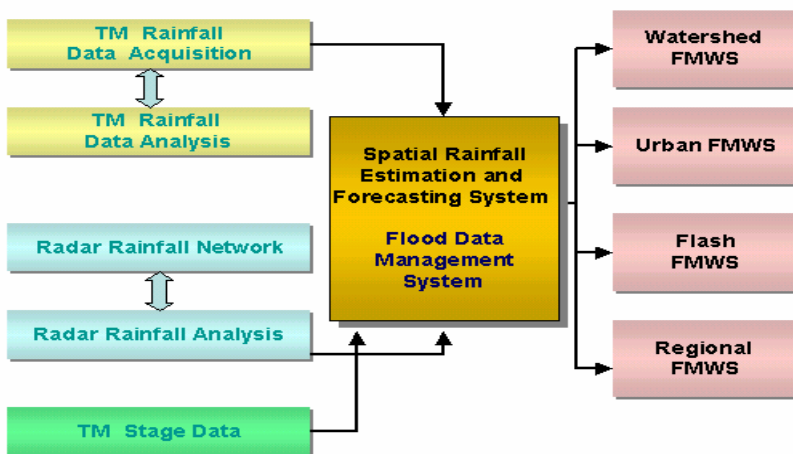 TM Rainfall
Data Acquisition
TM Rainfall
Data Analysis
Radar Rainfall Network
Radar Rainfall Analysis
TM Stage Data
Spatial Rainfall
Estimation and
Forecasting System
Flood Data
Management
System
Watershed
FMWS
Urban FMWS
Flash
FMWS
Regional
FMWS